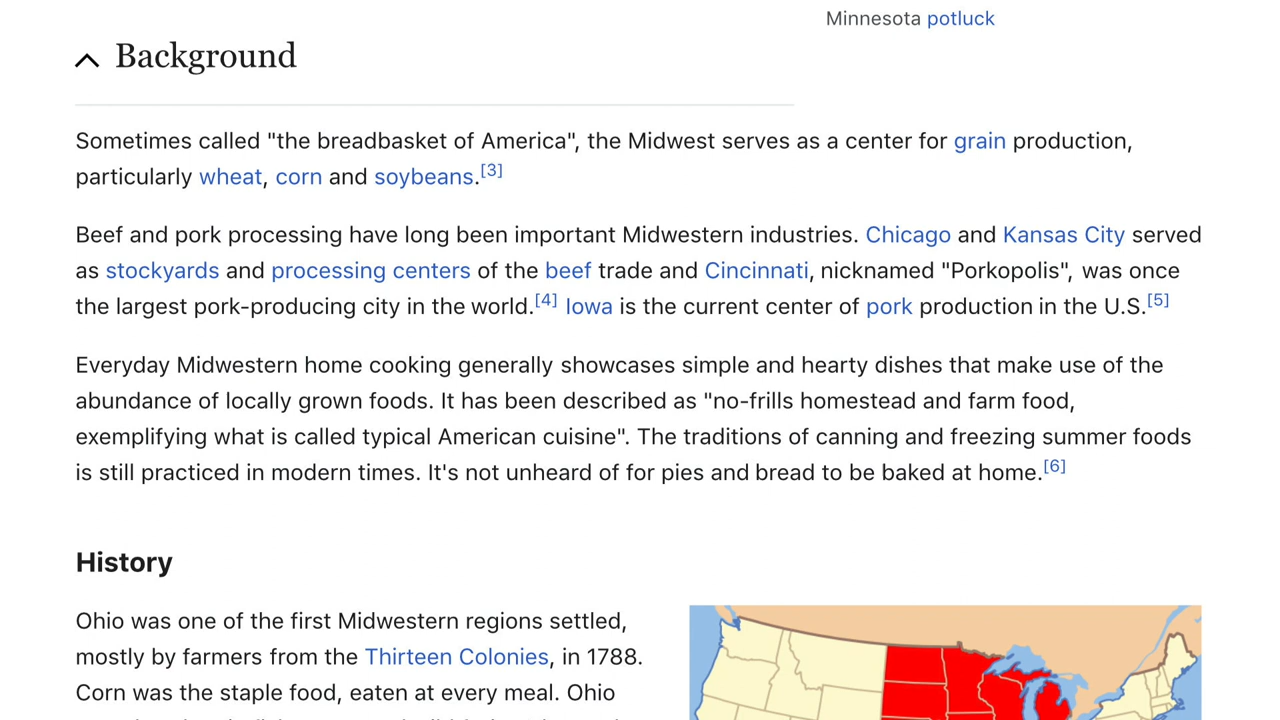 Minnesota potluck
Background
Sometimes called "the breadbasket of America", the Midwest serves as a center for grain production,
particularly wheat, corn and soybeans.[3]
Beef and pork processing have long been important Midwestern industries. Chicago and Kansas City served
as stockyards and processing centers of the beef trade and Cincinnati, nicknamed "Porkopolis", was once
the largest pork-producing city in the world.[4] Iowa is the current center of pork production in the U.S.[5]
Everyday Midwestern home cooking generally showcases simple and hearty dishes that make use of the
abundance of locally grown foods. It has been described as "no-frills homestead and farm food,
exemplifying what is called typical American cuisine". The traditions of canning and freezing summer foods
is still practiced in modern times. It's not unheard of for pies and bread to be baked at home.[6]
History
Ohio was one of the first Midwestern regions settled,
mostly by farmers from the Thirteen Colonies, in 1788.
Corn was the staple food, eaten at every meal. Ohio